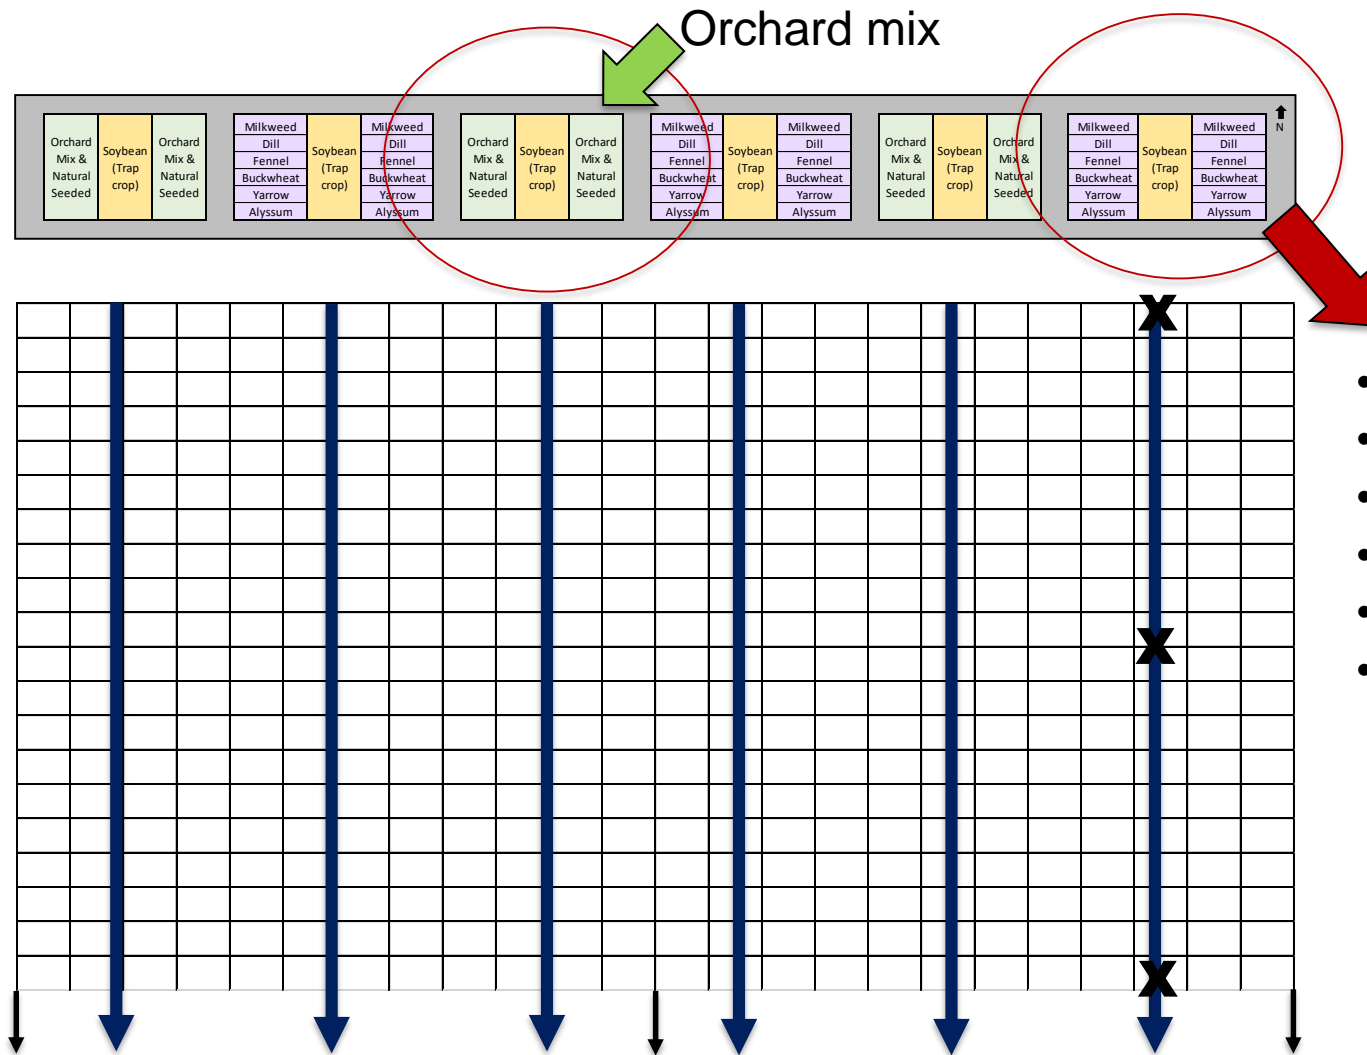 Orchard mix
Orchard
Mix &
Natural
Seeded
Soybean
(Trap
crop)
Orchard
Mix &
Natural
Seeded
Milkweed
Dill
Fennel
Buckwheat
Yarrow
Alyssum
Soybean
(Trap
crop)
Milkweed
Dill
Fennel
Buckwheat
Yarrow
Alyssum
Orchard
Mix &
Natural
Seeded
Soybean
(Trap
crop)
Orchard
Mix &
Natural
Seeded
Milkweed
Dill
Fennel
Buckwheat
Yarrow
Alyssum
Soybean
(Trap
crop)
Milkweed
Dill
Fennel
Buckwheat
Yarrow
Alyssum
Orchard
Mix &
Natural
Seeded
Soybean
(Trap
crop)
Orchard
Mix &
Natural
Seeded
Milkweed
Dill
Fennel
Buckwheat
Yarrow
Alyssum
Soybean
(Trap
crop)
Milkweed
Dill
Fennel
Buckwheat
Yarrow
Alyssum
N
X
X
X